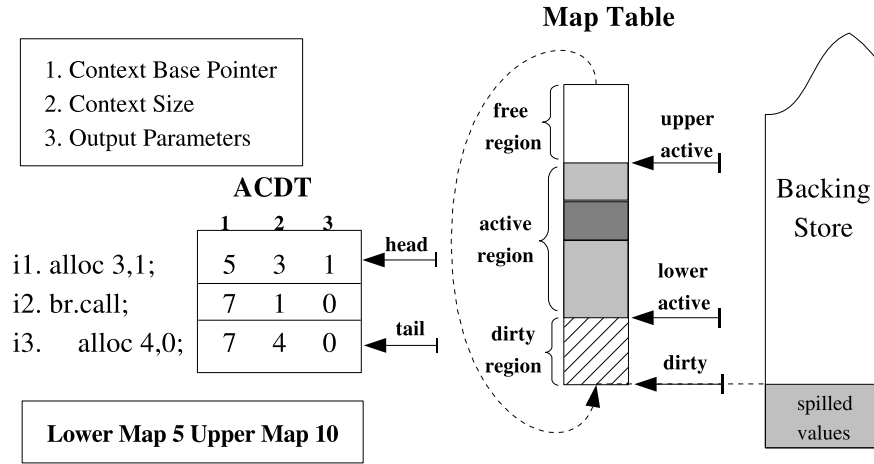 Map Table
1. Context Base Pointer
2. Context Size
3. Output Parameters
ACDT
1 2 3
i1. alloc 3,1; 5 3 1
i2. br.call; 7 1 0
i3. alloc 4,0; 7 4 0
head
tail
Lower Map 5 Upper Map 10
free
region
active
region
dirty
region
upper
active
lower
active
dirty
Backing
Store
spilled
values